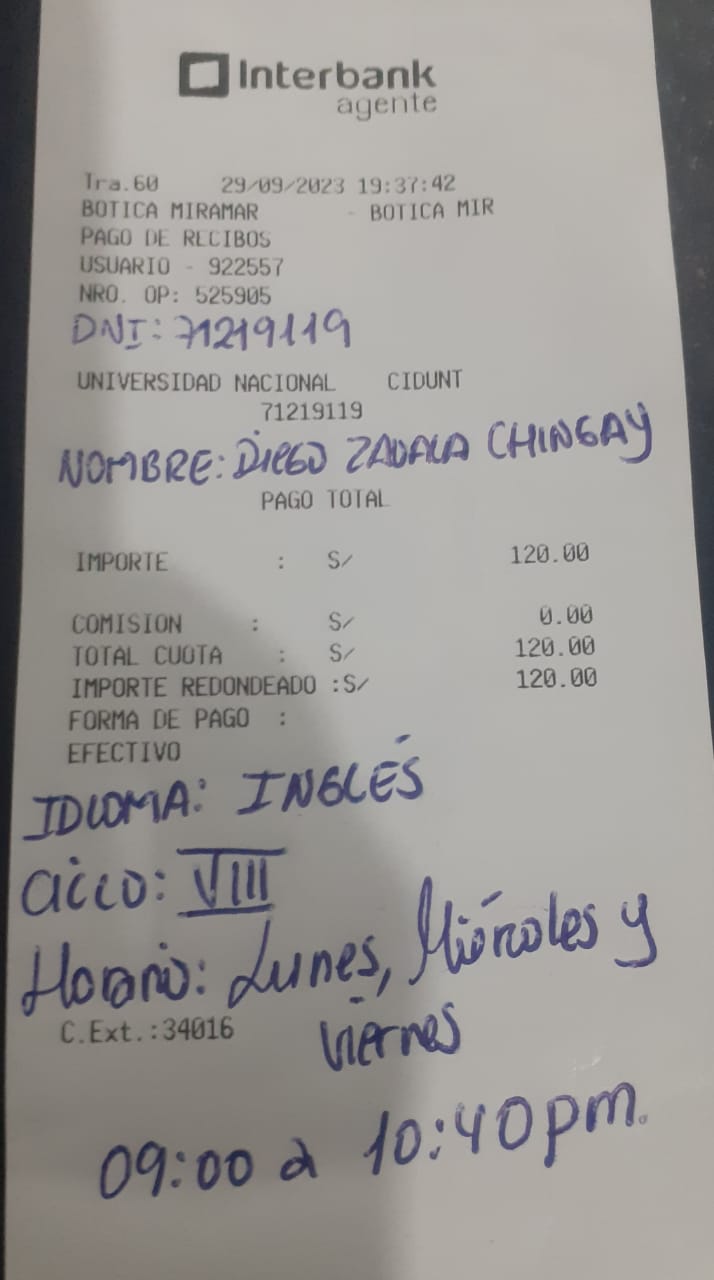 Interbank
agente
Tra.60 29/09/2023 19:37:42
BOTICA MIRAMAR - BOTICA MIR
PAGO DE RECIBOS
USUARIO - 922557
NRO. OP: 525905
DNI: 71219119
UNIVERSIDAD NACIONAL CIDUNT
71219119
NOMBRE: DIEGO ZAVALA CHINGAY
PAGO TOTAL
IMPORTE : S/ 120.00
COMISION : S/ 0.00
TOTAL CUOTA : S/ 120.00
IMPORTE REDONDEADO :S/ 120.00
FORMA DE PAGO :
EFECTIVO
IDIOMA: INGLÉS
Ciclo: VIII
Horario: Lunes, Miércoles y
Viernes
C.Ext.:34016
09:00 a 10:40pm.